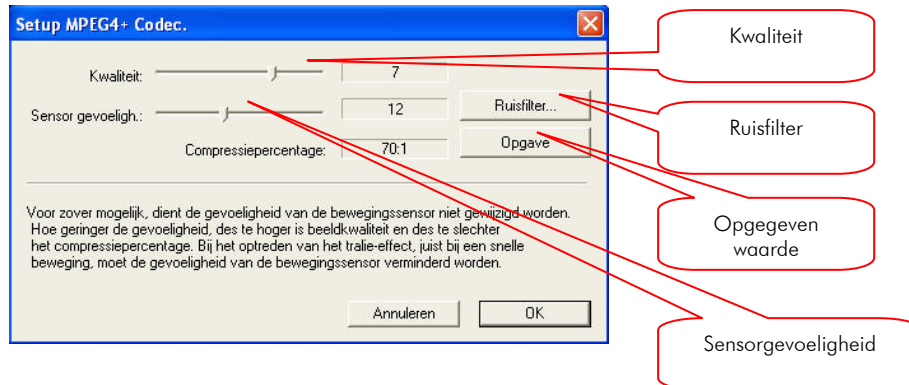 Setup MPEG4+ Codec.
Kwaliteit:
7
Sensor gevoeligh.:
12
Ruisfilter...
Compressiepercentage:
70:1
Opgave
Voor zover mogelijk, dient de gevoeligheid van de bewegingssensor niet gewijzigd worden.
Hoe geringer de gevoeligheid, des te hoger is beeldkwaliteit en des te slechter
het compressiepercentage. Bij het optreden van het tralie-effect, juist bij een snelle
beweging, moet de gevoeligheid van de bewegingssensor verminderd worden.
Annuleren
OK
Kwaliteit
Ruisfilter
Opgegeven
waarde
Sensorgevoeligheid